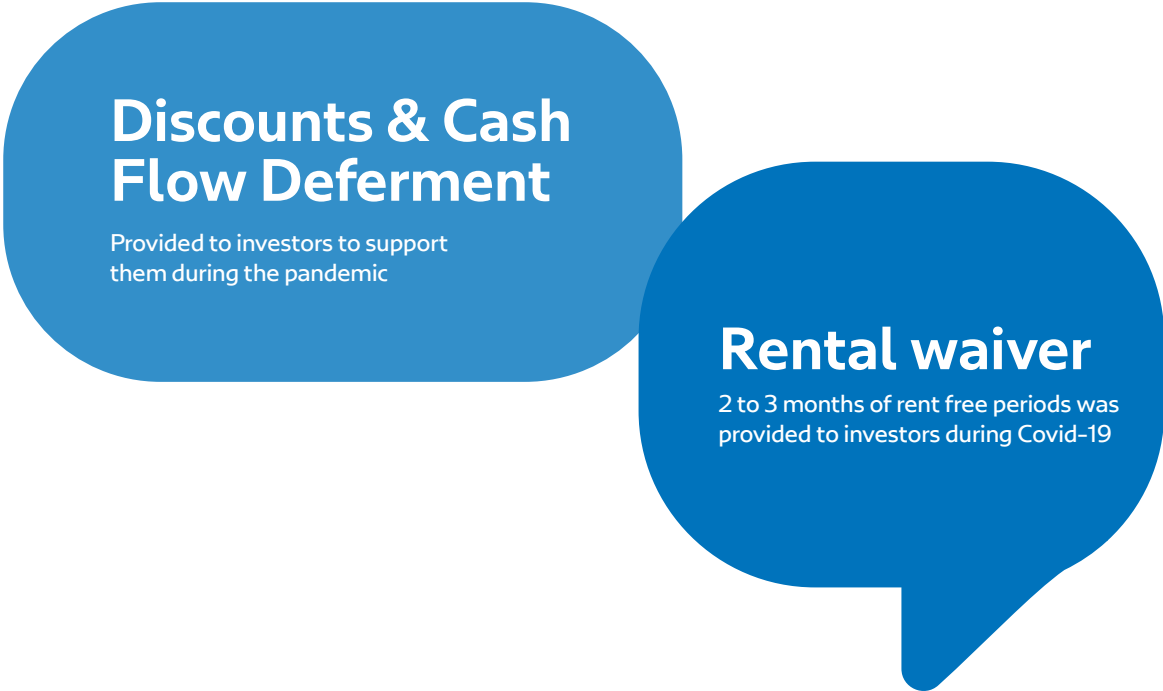 Discounts & Cash
Flow Deferment
Provided to investors to support
them during the pandemic
Rental waiver
2 to 3 months of rent free periods was
provided to investors during Covid-19